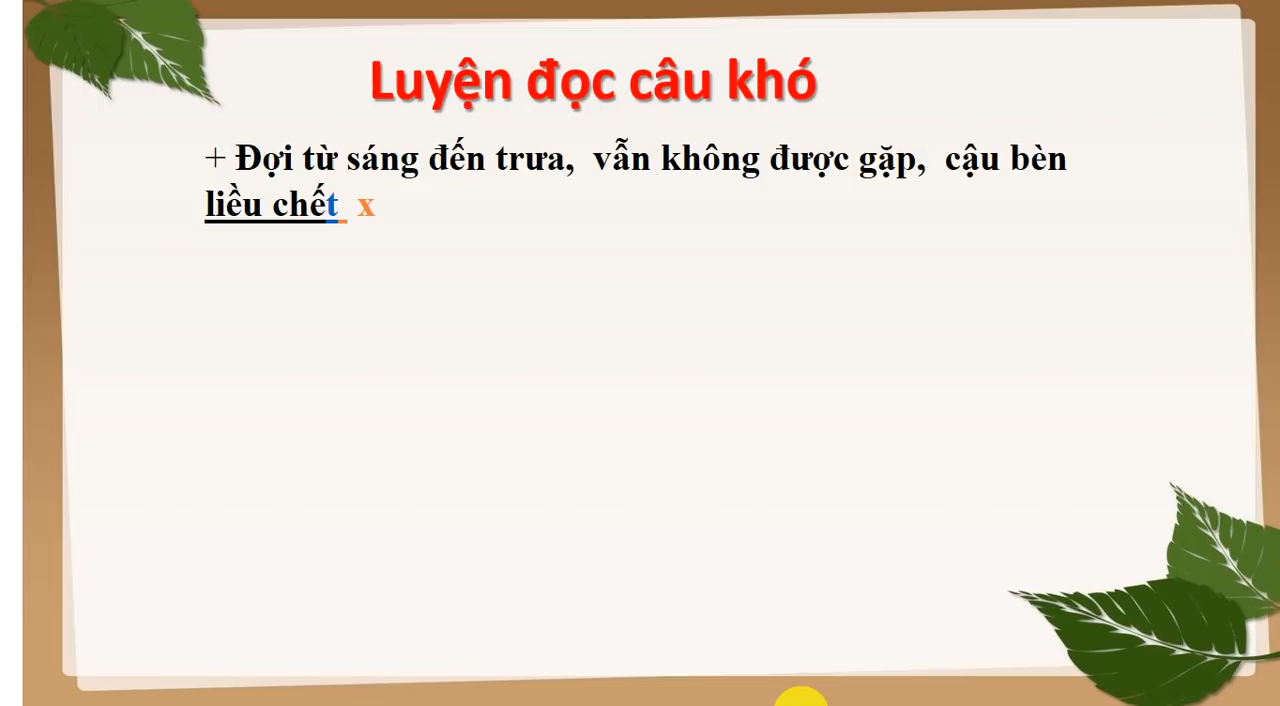 Luyện đọc câu khó
+ Đợi từ sáng đến trưa, vẫn không được gặp, cậu bèn
liều chết x